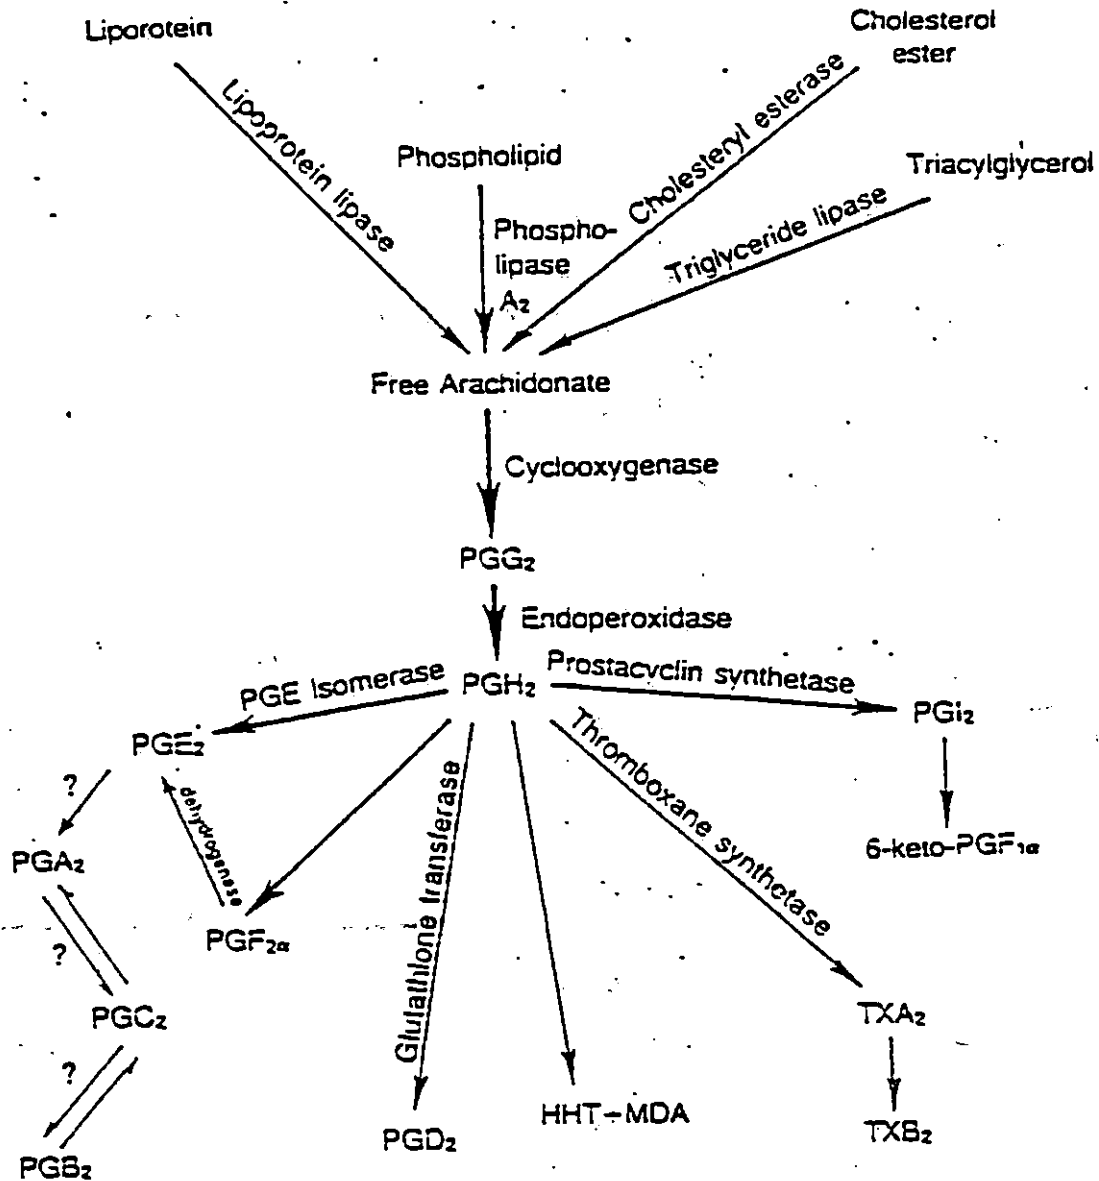 Liporotein
Cholesterol
ester
Lipoprotein lipase
Phospholipid
Cholesteryl esterase
Triacylglycerol
Phospho-
lipase
A₂
Triglyceride lipase
Free Arachidonate
Cyclooxygenase
PGG₂
Endoperoxidase
PGE Isomerase
PGH₂
Prostacyclin synthetase
PGE₂
PGI₂
?
dehydrogenase
Glutathione transferase
Thromboxane synthetase
PGA₂
6-keto-PGF₁α
PGF₂α
?
PGC₂
TXA₂
?
PGD₂
HHT-MDA
TXB₂
PGB₂